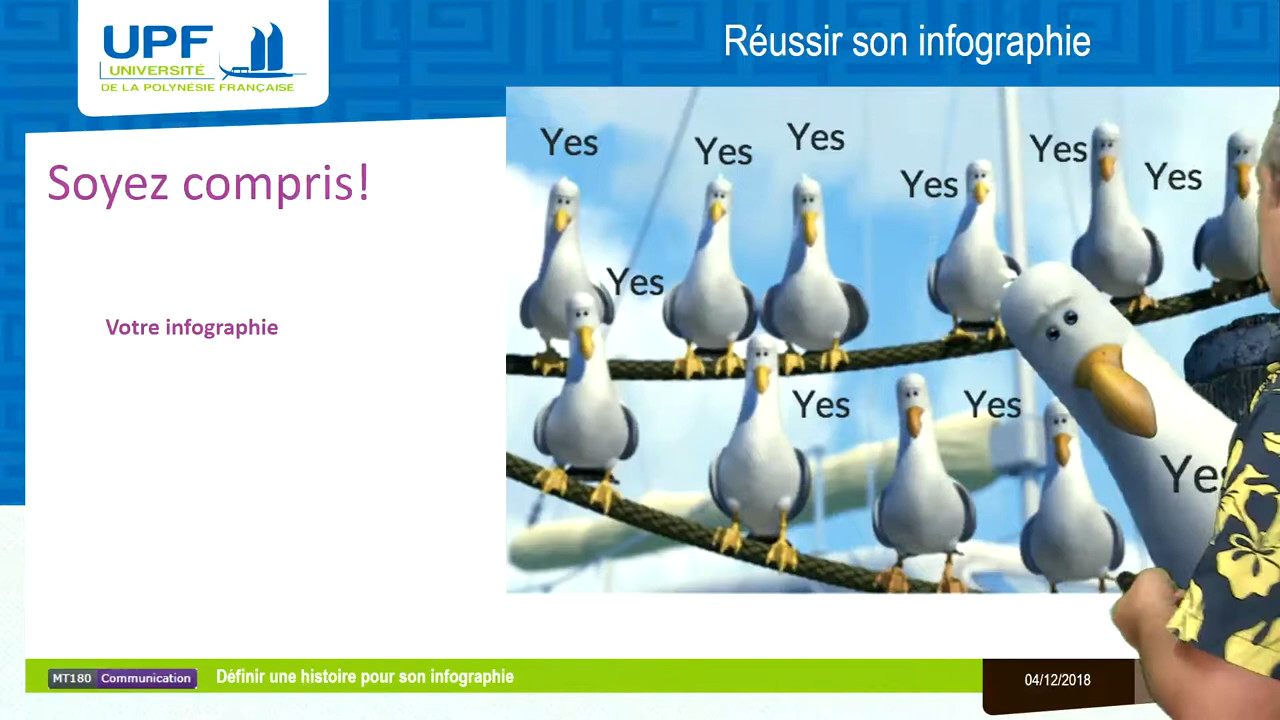 UPF
UNIVERSITÉ
DE LA POLYNÉSIE FRANÇAISE
Réussir son infographie
Soyez compris!
Votre infographie
Yes
Yes
Yes
Yes
Yes
Yes
Yes
Yes
Yes
MT180 Communication
Définir une histoire pour son infographie
04/12/2018